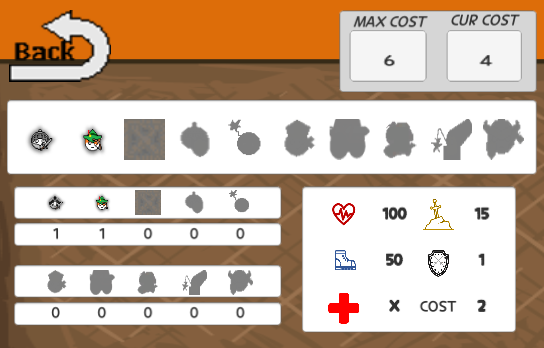 MAX COST CUR COST
Back
6 4
100 15
1 1 0 0 0
50 1
X COST 2
0 0 0 0 0